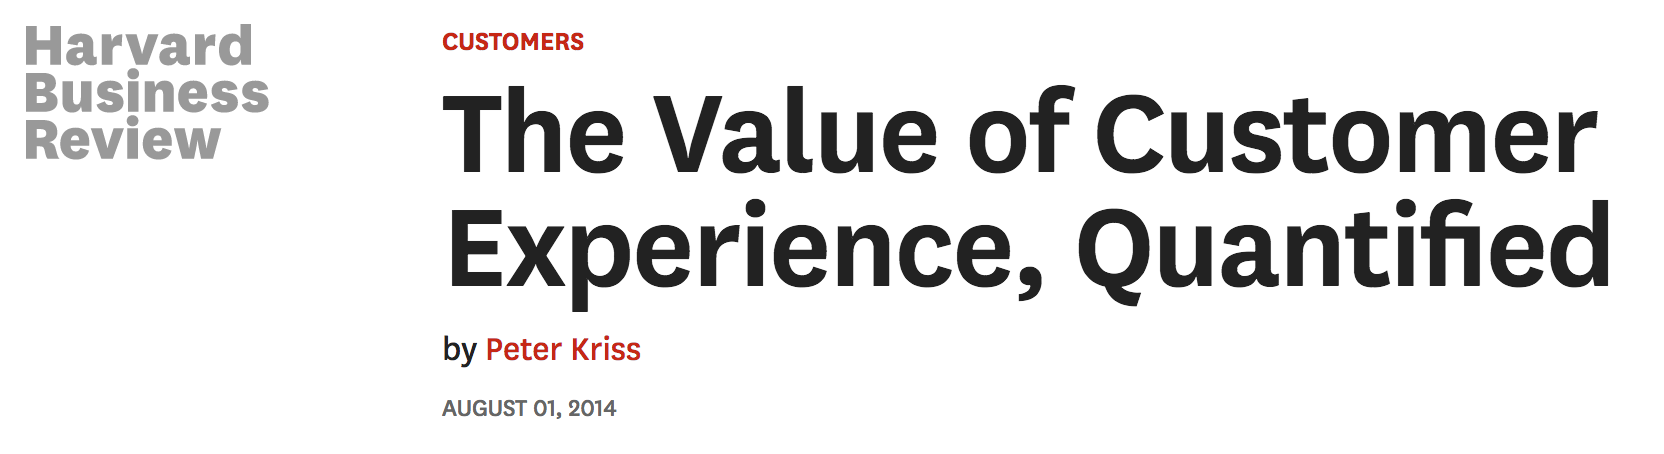 Harvard
Business
Review
CUSTOMERS
The Value of Customer
Experience, Quantified
by Peter Kriss
AUGUST 01, 2014